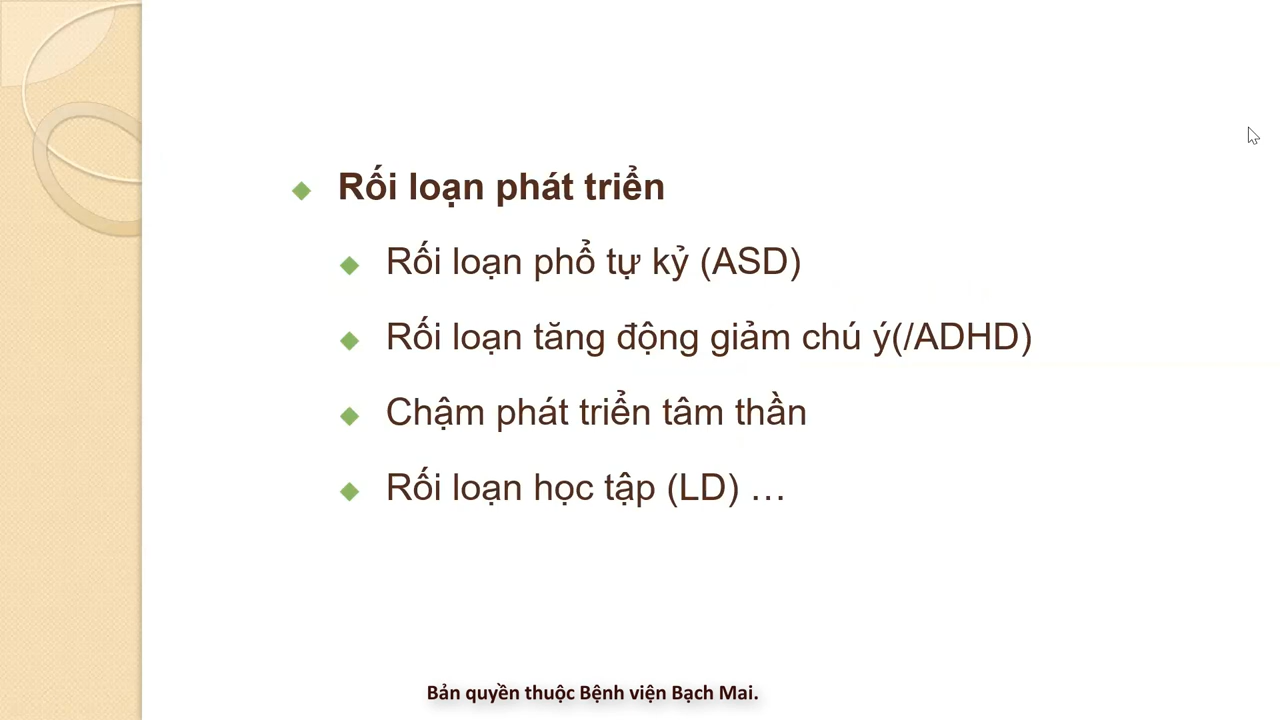 Rối loạn phát triển
Rối loạn phổ tự kỷ (ASD)
Rối loạn tăng động giảm chú ý(/ADHD)
Chậm phát triển tâm thần
Rối loạn học tập (LD) …
Bản quyền thuộc Bệnh viện Bạch Mai.